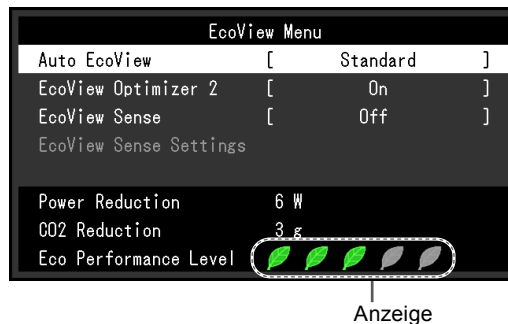 EcoView Menu
Auto EcoView [ Standard ]
EcoView Optimizer 2 [ On ]
EcoView Sense [ Off ]
EcoView Sense Settings
Power Reduction 6 W
CO2 Reduction 3 g
Eco Performance Level
Anzeige